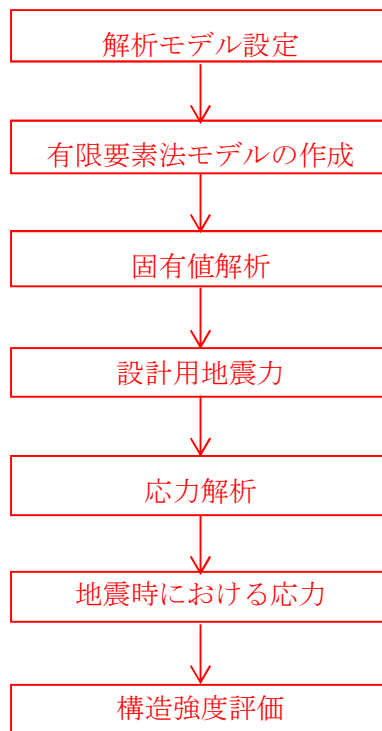 解析モデル設定
有限要素法モデルの作成
固有値解析
設計用地震力
応力解析
地震時における応力
構造強度評価